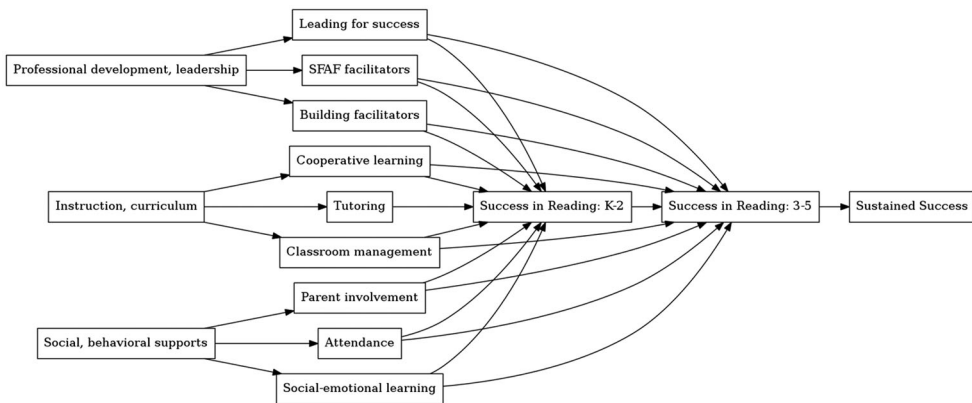 Leading for success
Professional development, leadership
SFAF facilitators
Building facilitators
Cooperative learning
Instruction, curriculum
Tutoring
Success in Reading: K-2
Success in Reading: 3-5
Sustained Success
Classroom management
Parent involvement
Social, behavioral supports
Attendance
Social-emotional learning